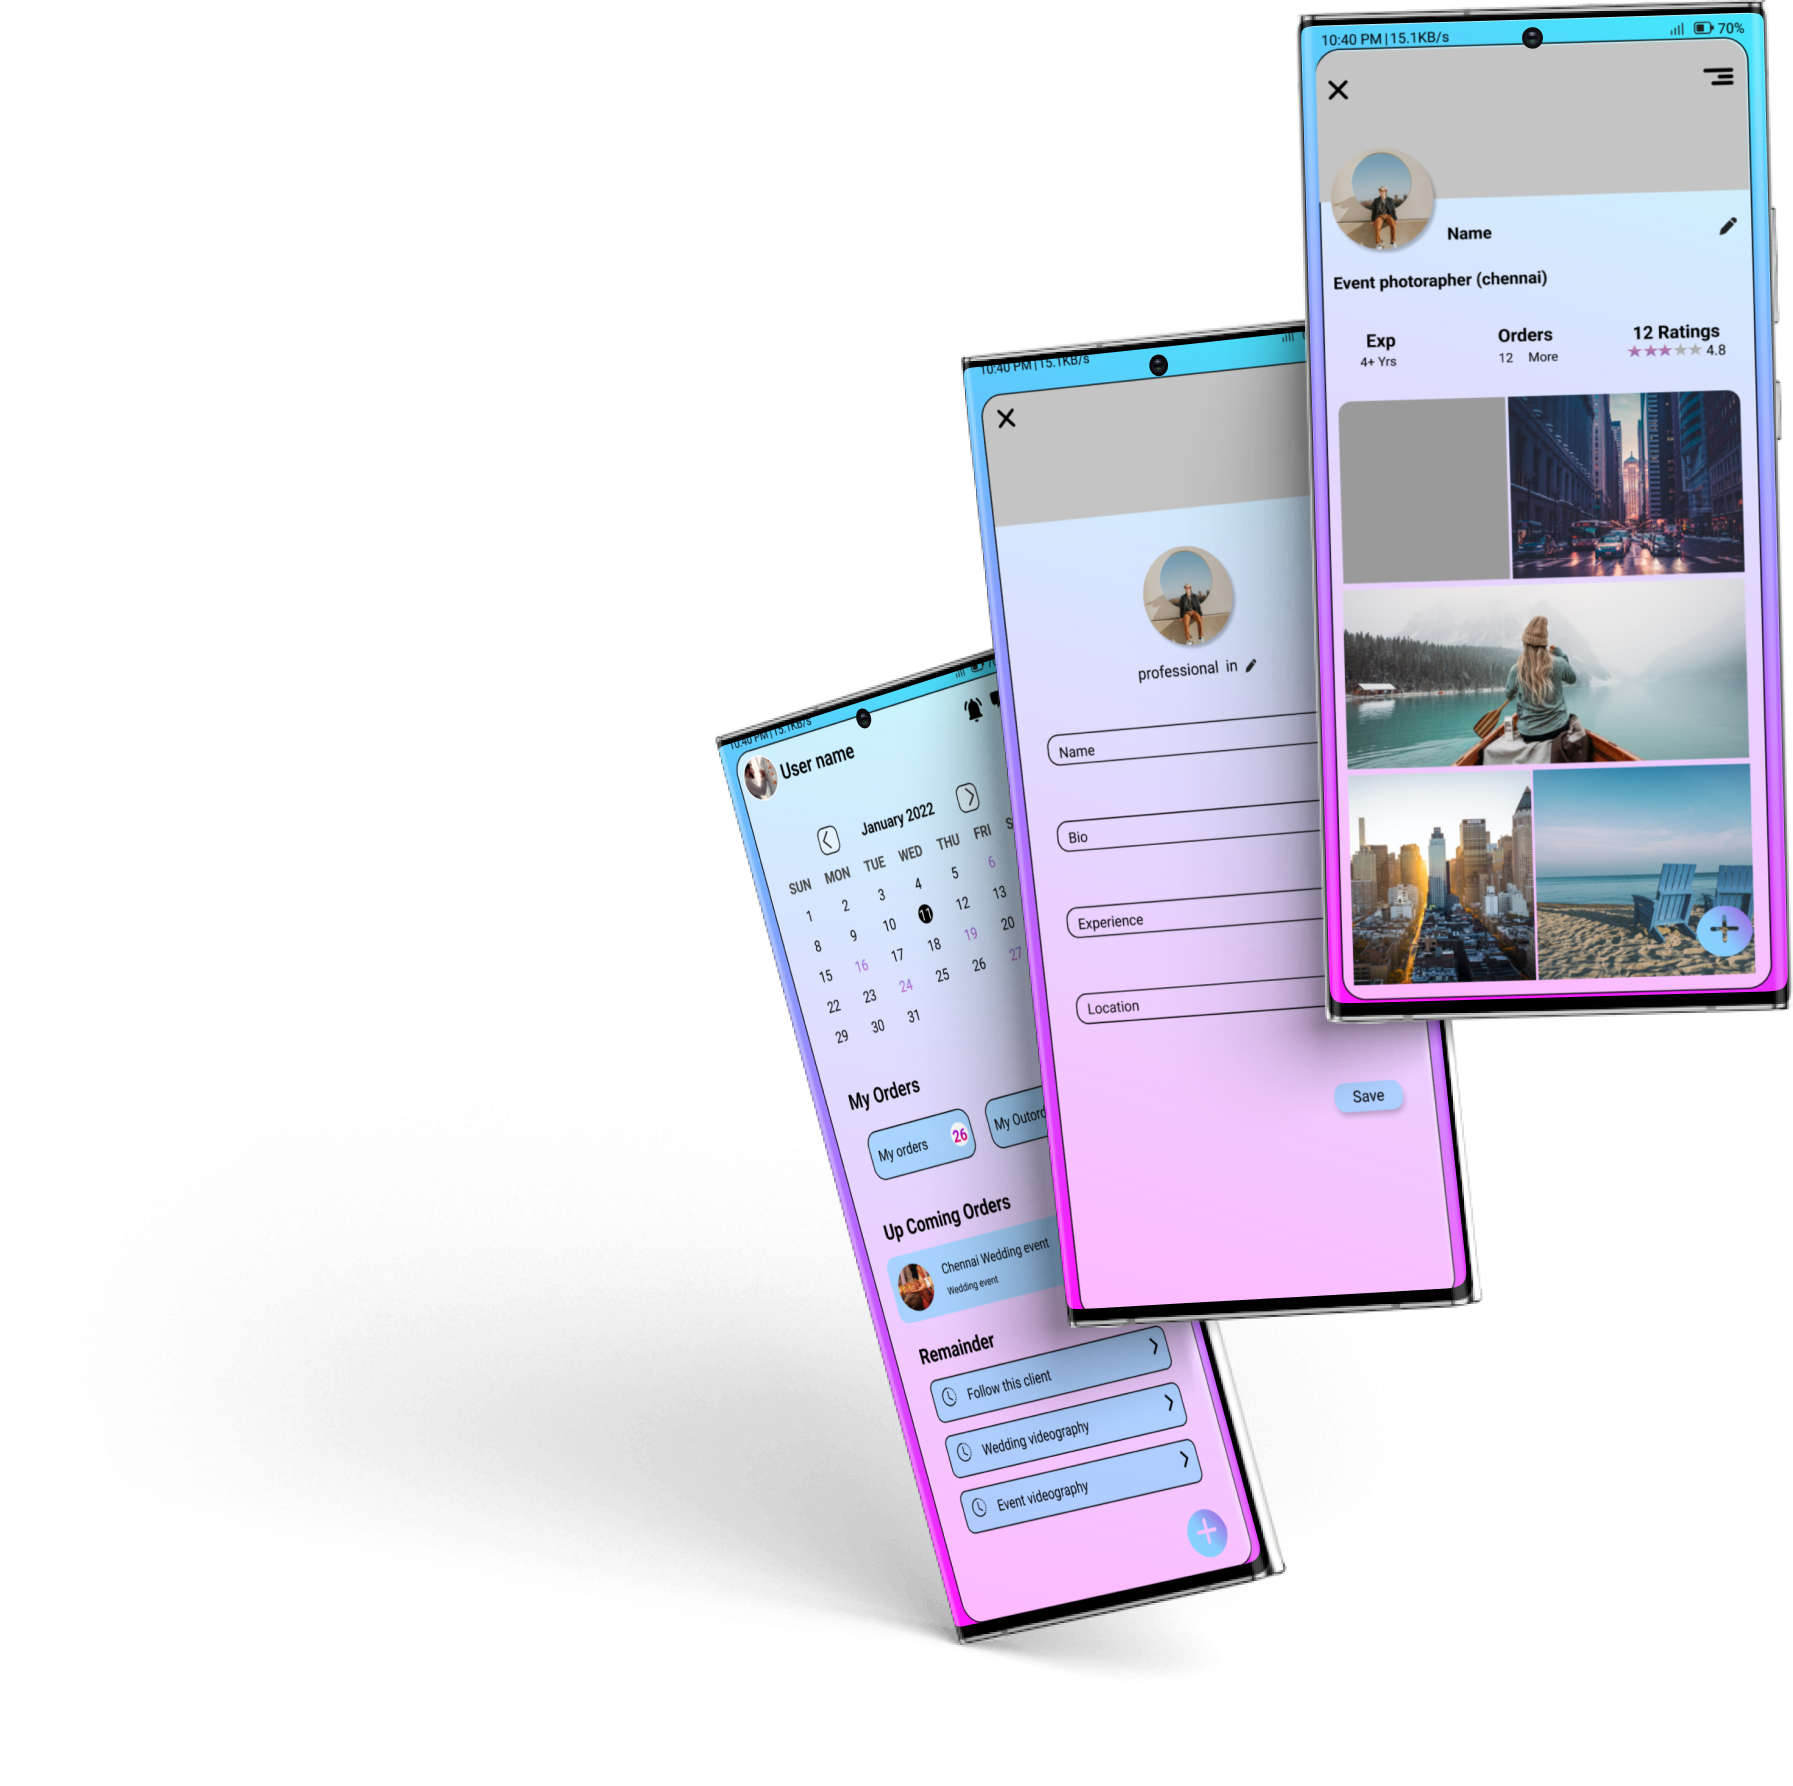 10:40 PM|15.1KB/s
70%
Name
Event photorapher (chennai)
Exp
Orders
12 Ratings
4+ Yrs
12 More
4.8
10:40 PM|15.1KB/s
professional in
Name
Bio
Experience
Location
Save
10:40 PM|15.1KB/s
User name
January 2022
SUN MON TUE WED THU FRI
1 2 3 4 5 6
8 9 10 11 12 13
15 16 17 18 19 20
22 23 24 25 26 27
29 30 31
My Orders
My orders 26
My Outord
Up Coming Orders
Chennai Wedding event
Wedding event
Remainder
Follow this client
Wedding videography
Event videography